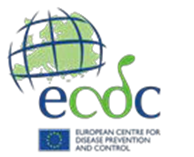 ecdc
EUROPEAN CENTRE FOR
DISEASE PREVENTION
AND CONTROL